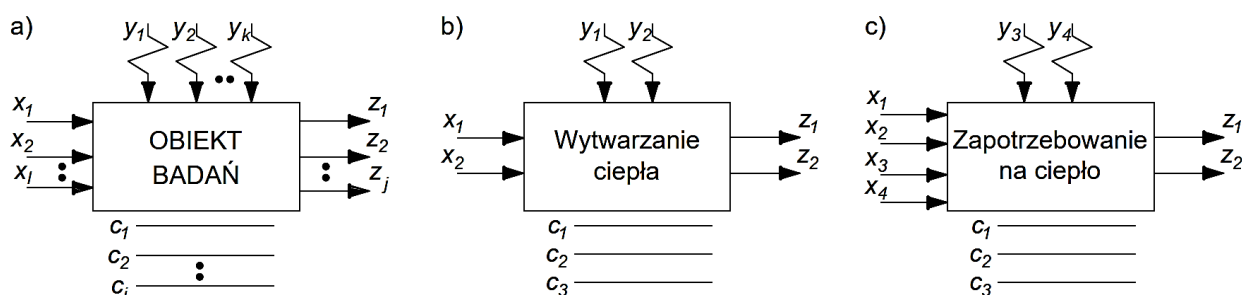 a)
y1 y2 yk
x1
x2
xl
OBIEKT
BADAŃ
z1
z2
zj
c1
c2
ci
b)
y1 y2
x1
x2
Wytwarzanie
ciepła
z1
z2
c1
c2
c3
c)
y3 y4
x1
x2
x3
x4
Zapotrzebowanie
na ciepło
z1
z2
c1
c2
c3